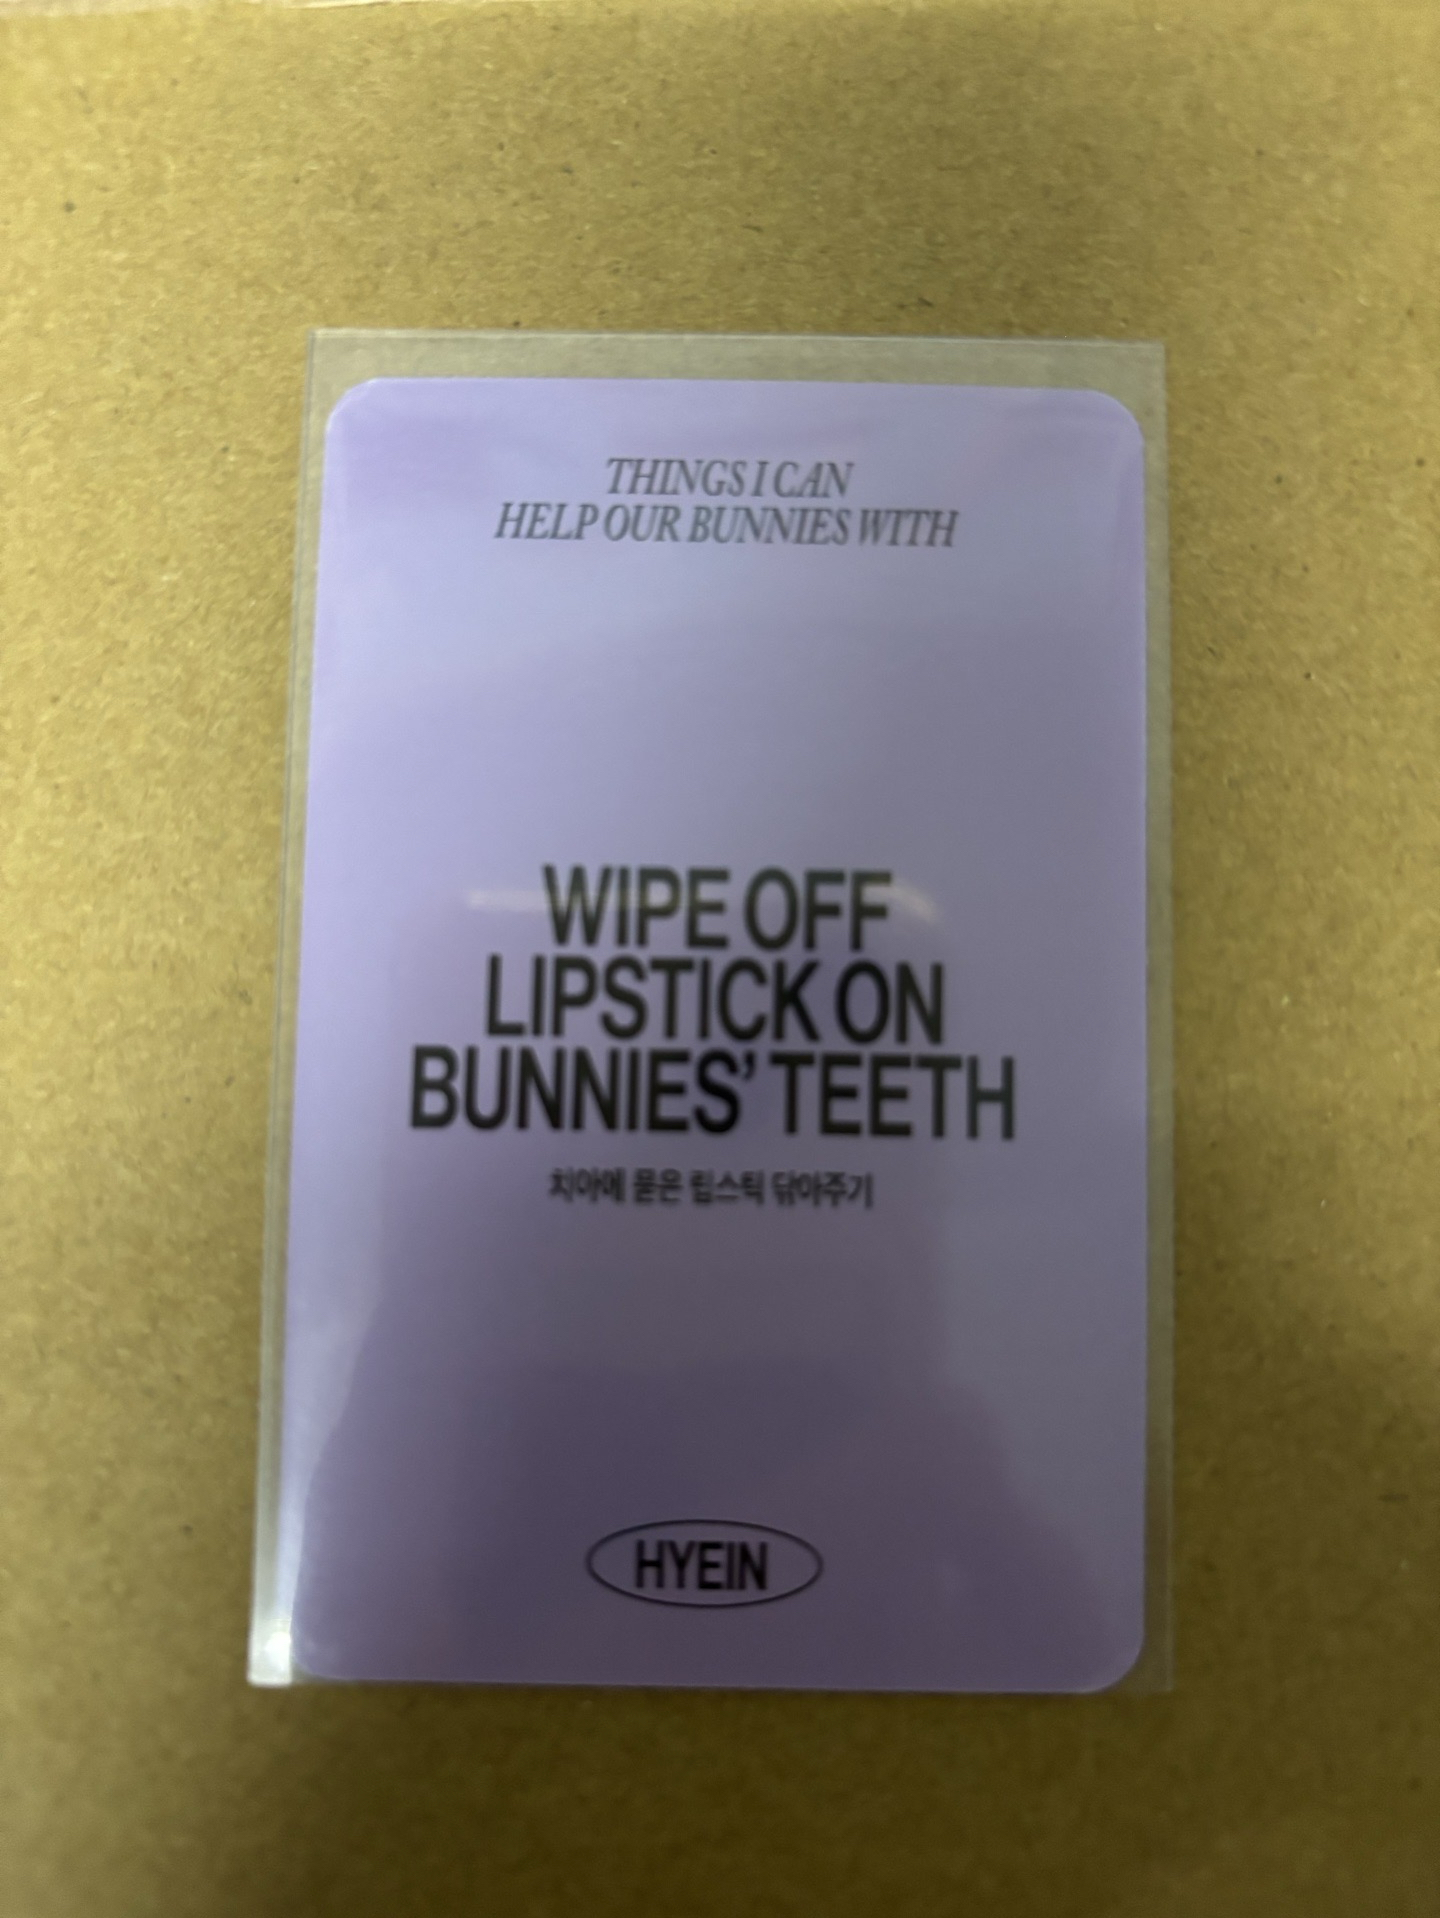 THINGS I CAN
HELP OUR BUNNIES WITH
WIPE OFF
LIPSTICK ON
BUNNIES' TEETH
치아에 묻은 립스틱 닦아주기
HYEIN